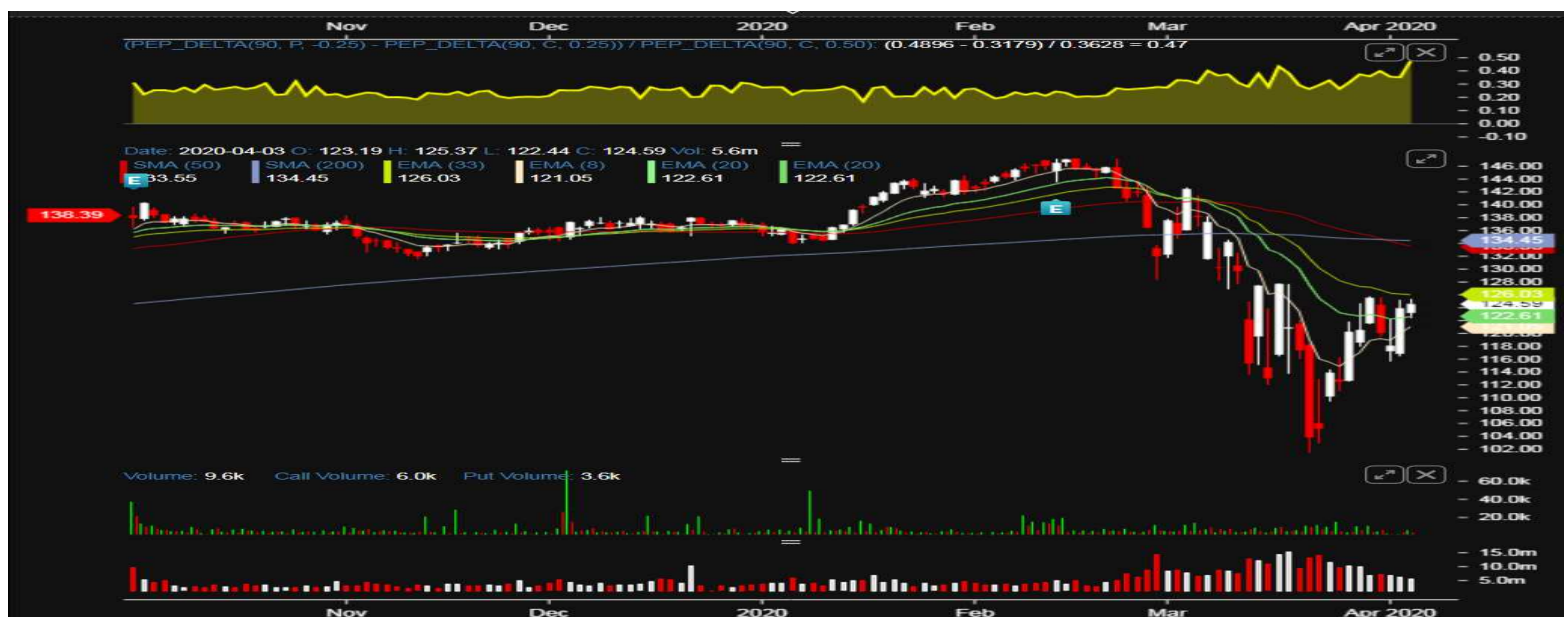 Nov Dec 2020 Feb Mar Apr 2020
(PEP_DELTA(90, P, -0.25) - PEP_DELTA(90, C, 0.25)) / PEP_DELTA(90, C, 0.50): (0.4896 - 0.3179) / 0.3628 = 0.47
0.50
0.40
0.30
0.20
0.10
0.00
-0.10
Date: 2020-04-03 O: 123.19 H: 125.37 L: 122.44 C: 124.59 Vol: 5.6m
SMA (50) SMA (200) EMA (33) EMA (8) EMA (20) EMA (20)
134.45 126.03 121.05 122.61 122.61
E
138.39
E
146.00
144.00
142.00
140.00
138.00
136.00
134.45
132.00
130.00
128.00
126.03
124.59
122.61
118.00
116.00
114.00
112.00
110.00
108.00
106.00
104.00
102.00
Volume: 9.6k Call Volume: 6.0k Put Volume: 3.6k
60.0k
40.0k
20.0k
15.0m
10.0m
5.0m
Nov Dec 2020 Feb Mar Apr 2020